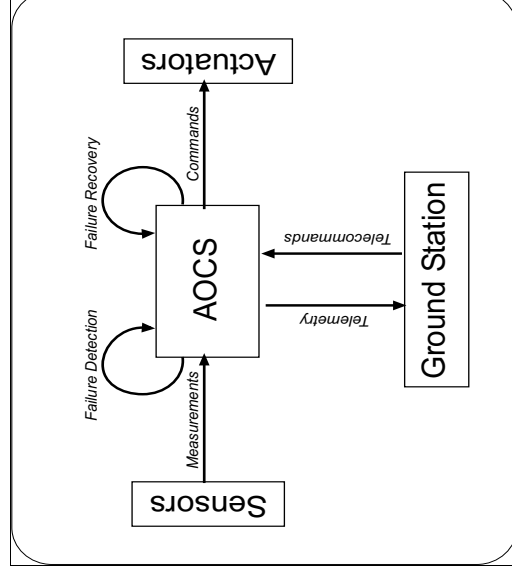 Failure Detection
Failure Recovery
Sensors
Measurements
AOCS
Commands
Actuators
Telemetry
Telecommands
Ground Station